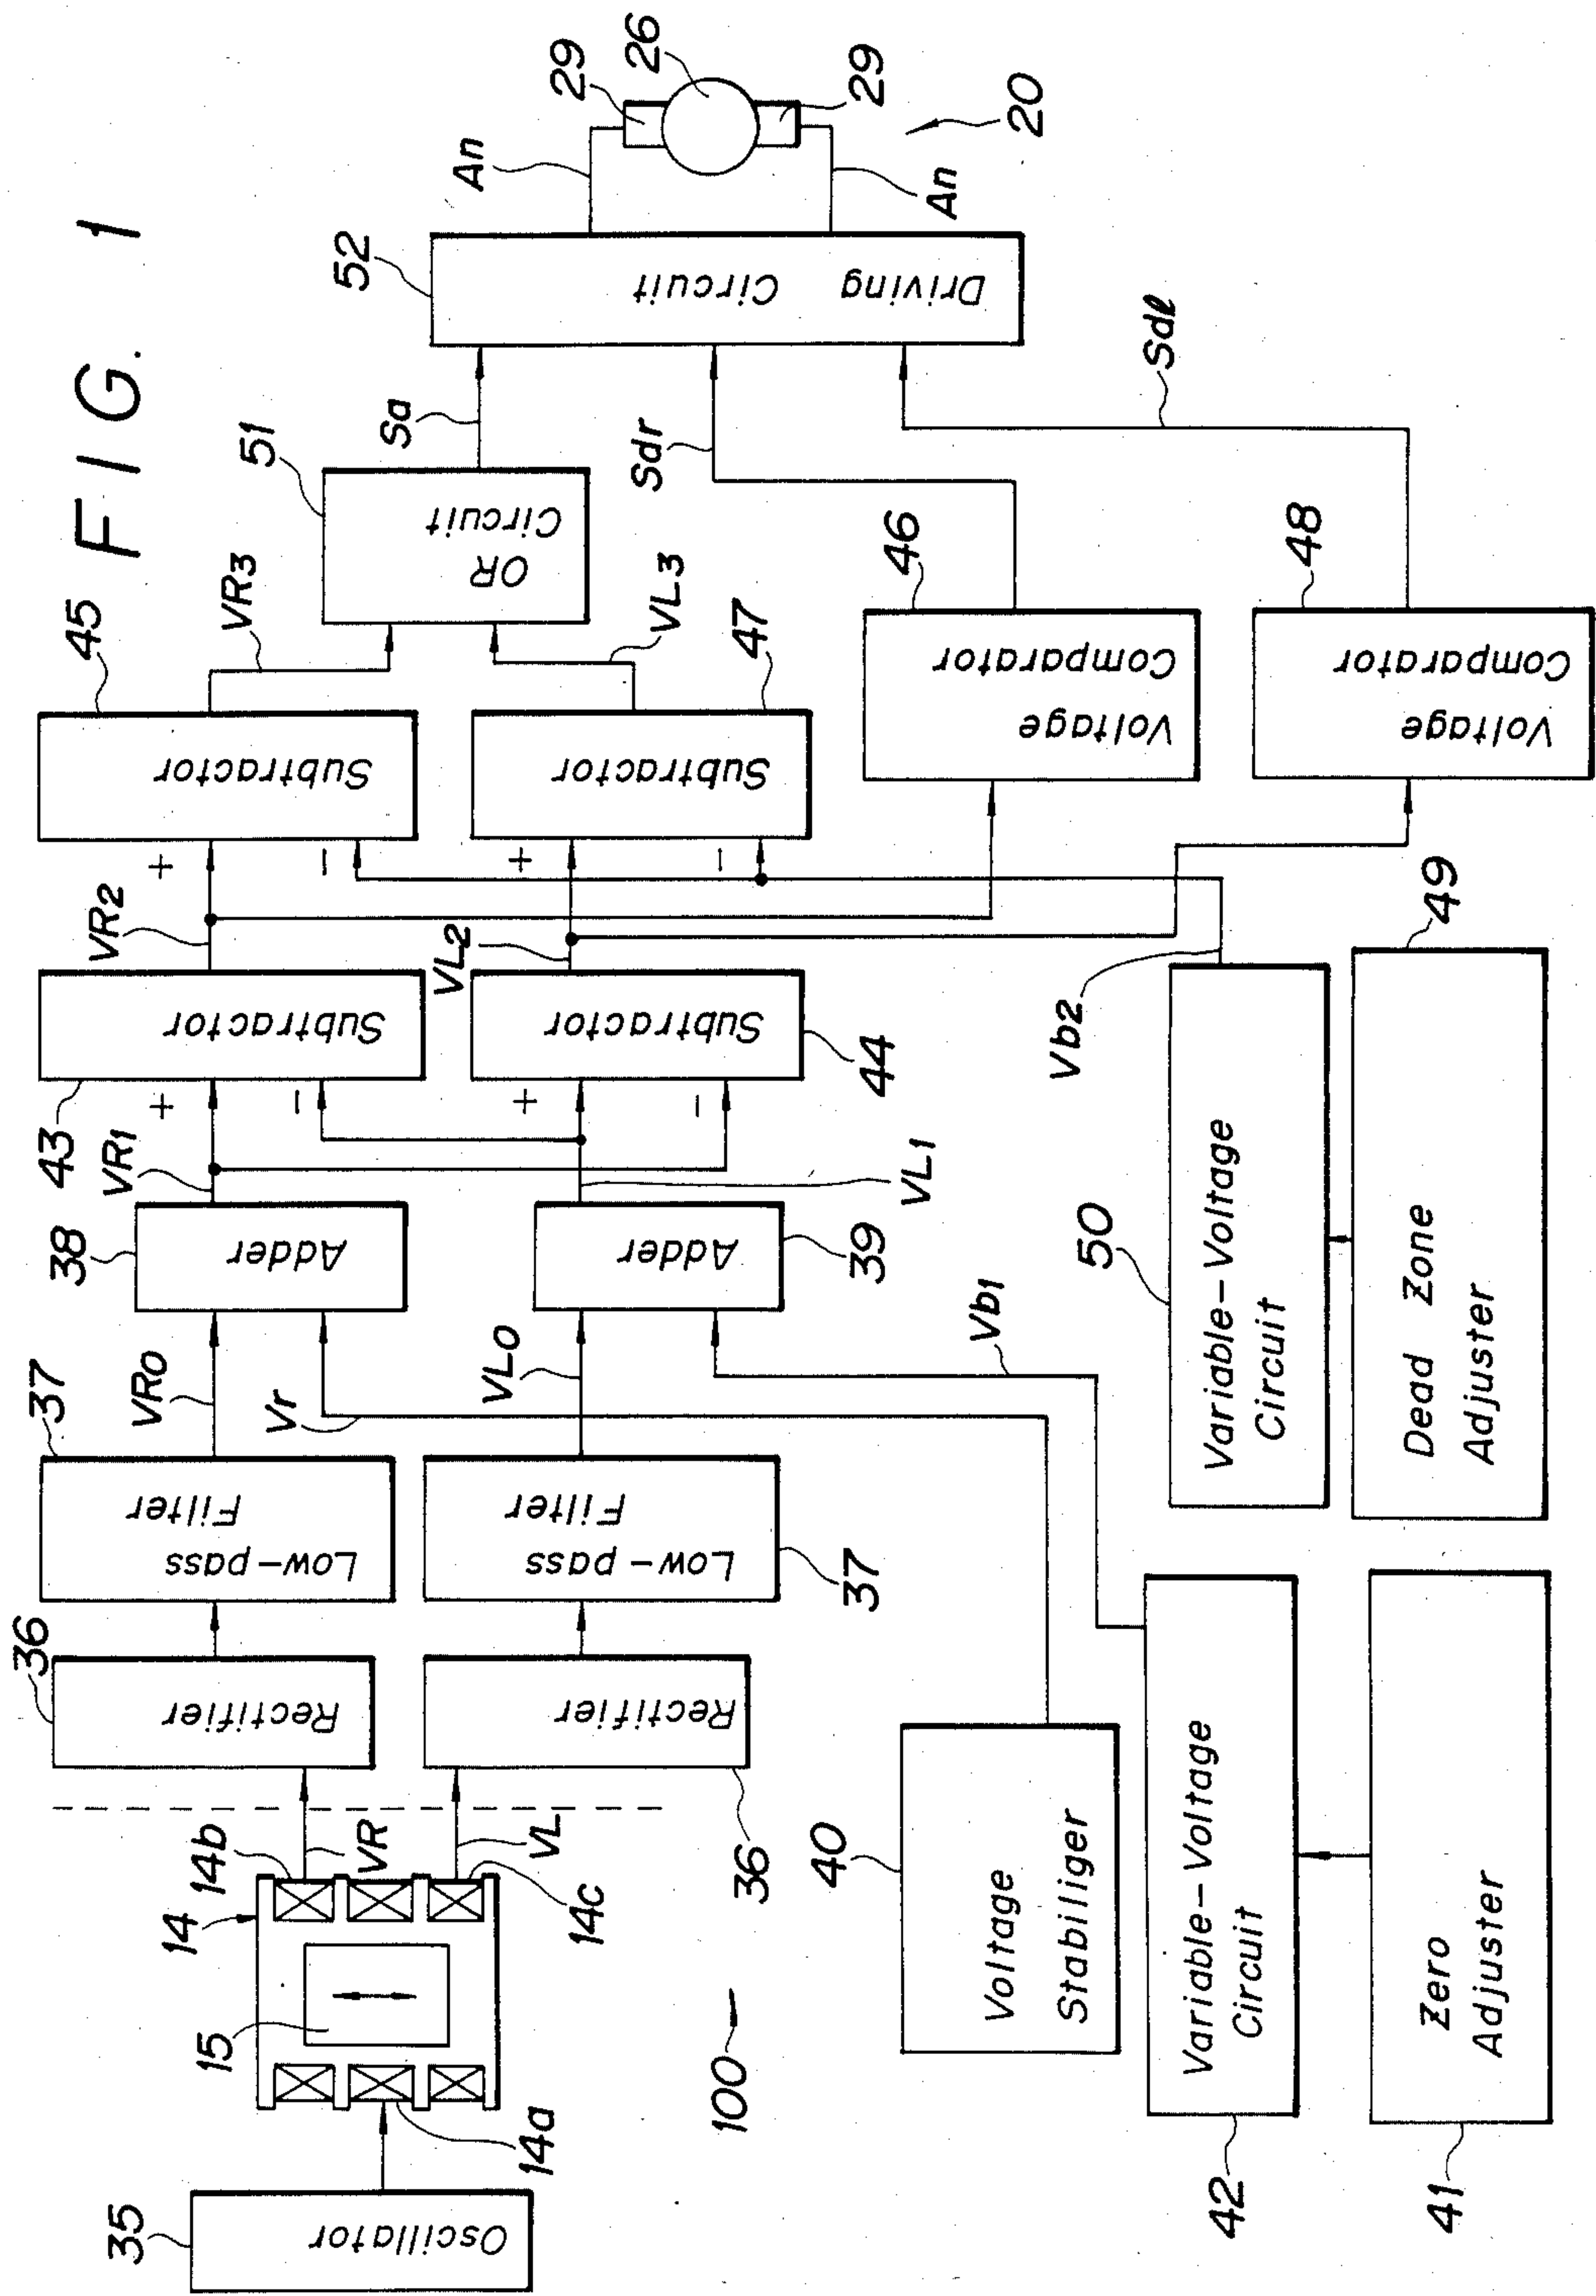 FIG. 1
35
Oscillator
14
14a
14b
14c
15
VR
VL
100
36
Rectifier
36
Rectifier
37
Low-pass
Filter
37
Low-pass
Filter
VR0
Vr
VL0
38
Adder
39
Adder
VR1
VL1
Vb1
40
Voltage
Stabiliger
42
Variable-Voltage
Circuit
41
Zero
Adjuster
43
+
-
Subtractor
44
+
-
Subtractor
VR2
VL2
50
Variable-Voltage
Circuit
Vb2
49
Dead Zone
Adjuster
45
+
-
Subtractor
47
+
-
Subtractor
VR3
VL3
46
Voltage
Comparator
48
Voltage
Comparator
51
OR
Circuit
Sa
Sdr
Sdℓ
52
Driving Circuit
An
An
29
26
29
20